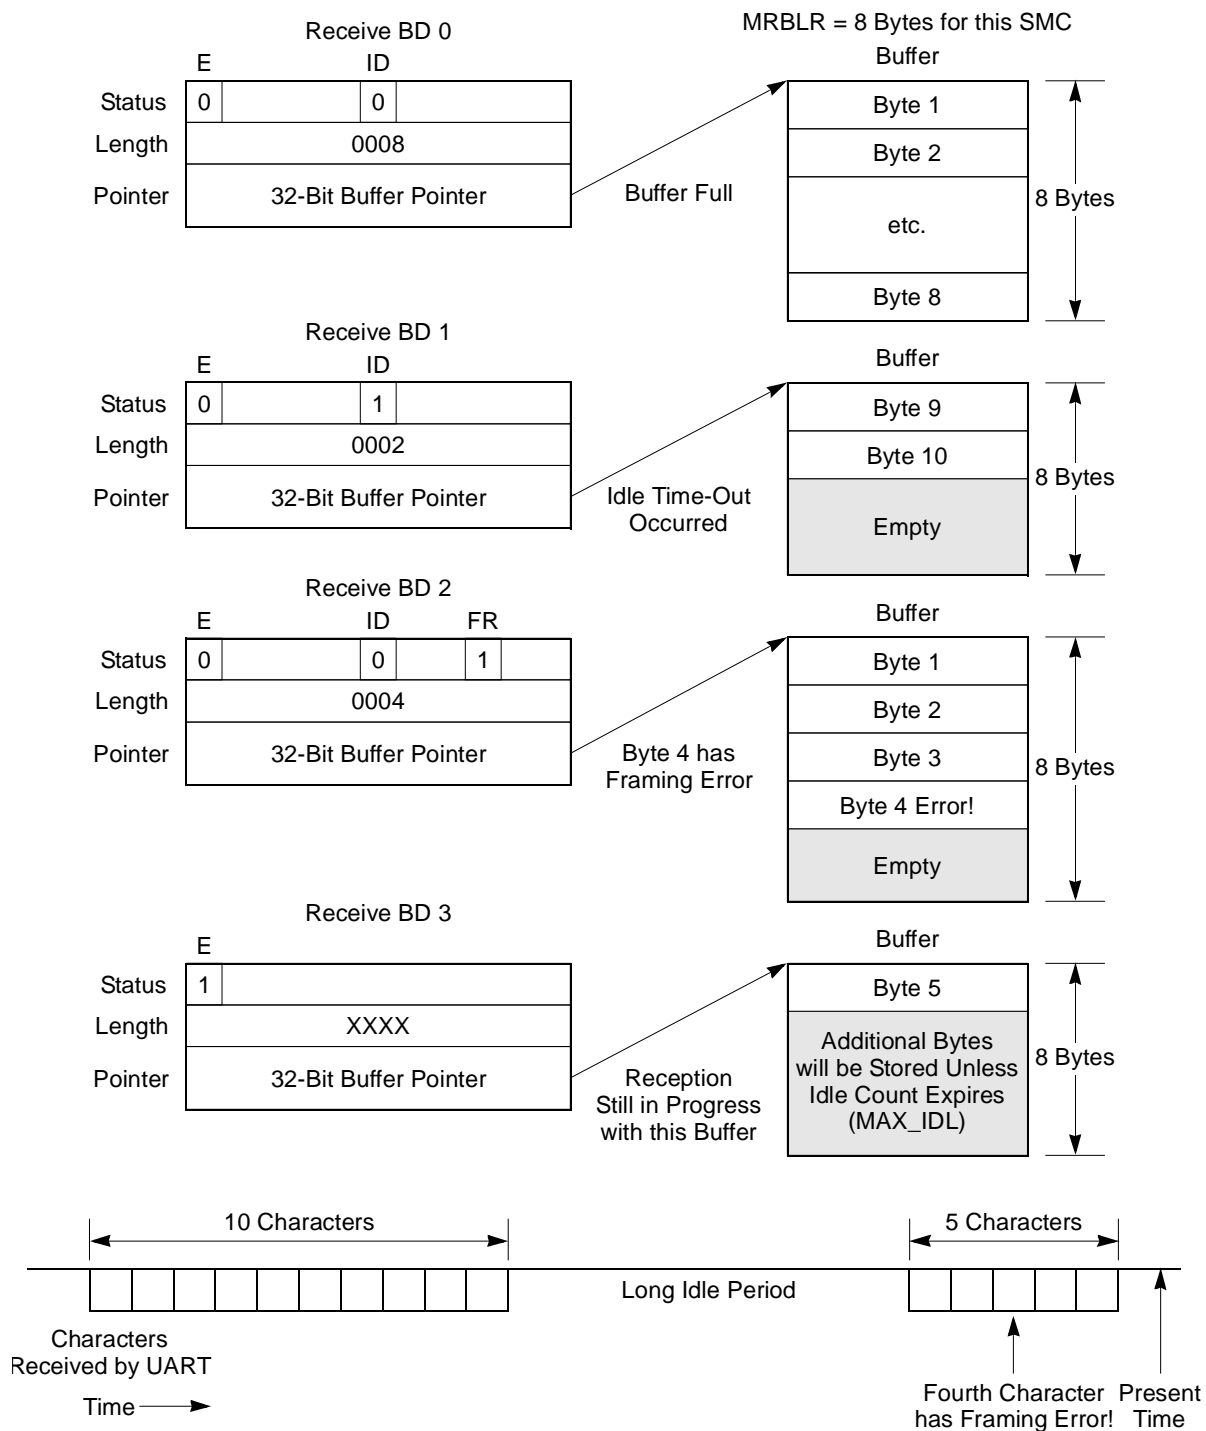 MRBLR = 8 Bytes for this SMC
Receive BD 0
Buffer
E ID
Status 0 0
Byte 1
Length 0008
Byte 2
Pointer 32-Bit Buffer Pointer
Buffer Full
8 Bytes
etc.
Byte 8
Receive BD 1
Buffer
E ID
Status 0 1
Byte 9
Length 0002
Byte 10
Pointer 32-Bit Buffer Pointer
Idle Time-Out
Occurred
8 Bytes
Empty
Receive BD 2
Buffer
E ID FR
Status 0 0 1
Byte 1
Length 0004
Byte 2
Pointer 32-Bit Buffer Pointer
Byte 4 has
Framing Error
Byte 3
8 Bytes
Byte 4 Error!
Empty
Receive BD 3
Buffer
E
Status 1
Byte 5
Length XXXX
Pointer 32-Bit Buffer Pointer
Reception
Still in Progress
with this Buffer
Additional Bytes
will be Stored Unless
Idle Count Expires
(MAX_IDL)
8 Bytes
10 Characters
5 Characters
Long Idle Period
Characters
Received by UART
Time
Fourth Character
has Framing Error!
Present
Time